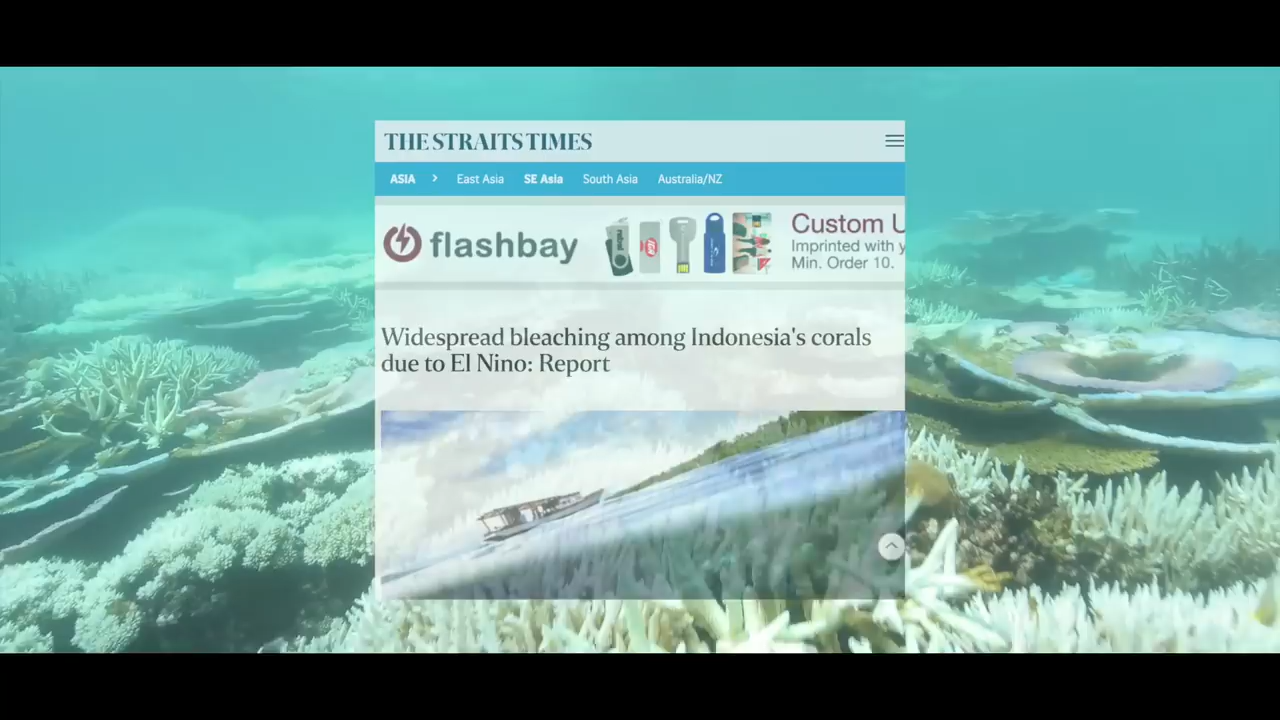 THE STRAITS TIMES
ASIA > East Asia SE Asia South Asia Australia/NZ
flashbay
Custom U
Imprinted with y
Min. Order 10.
Widespread bleaching among Indonesia's corals
due to El Nino: Report